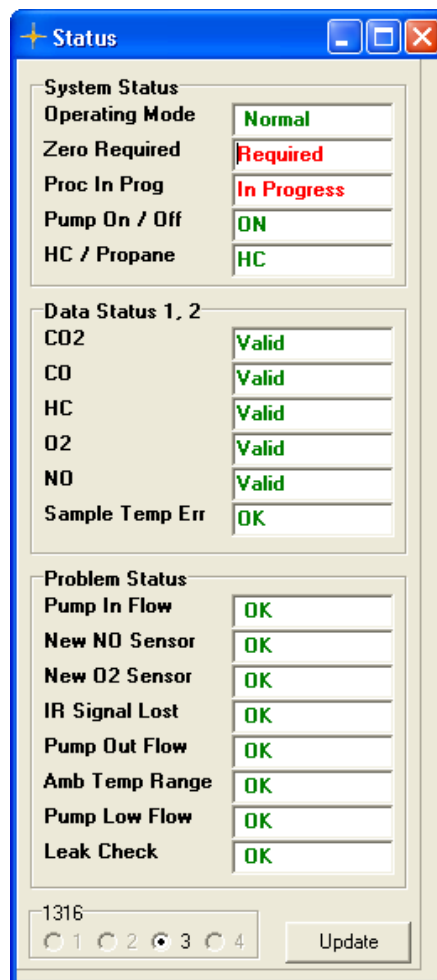 Status
System Status
Operating Mode Normal
Zero Required Required
Proc In Prog In Progress
Pump On / Off ON
HC / Propane HC
Data Status 1, 2
CO2 Valid
CO Valid
HC Valid
O2 Valid
NO Valid
Sample Temp Err OK
Problem Status
Pump In Flow OK
New NO Sensor OK
New O2 Sensor OK
IR Signal Lost OK
Pump Out Flow OK
Amb Temp Range OK
Pump Low Flow OK
Leak Check OK
1316
1 2 3 4 Update